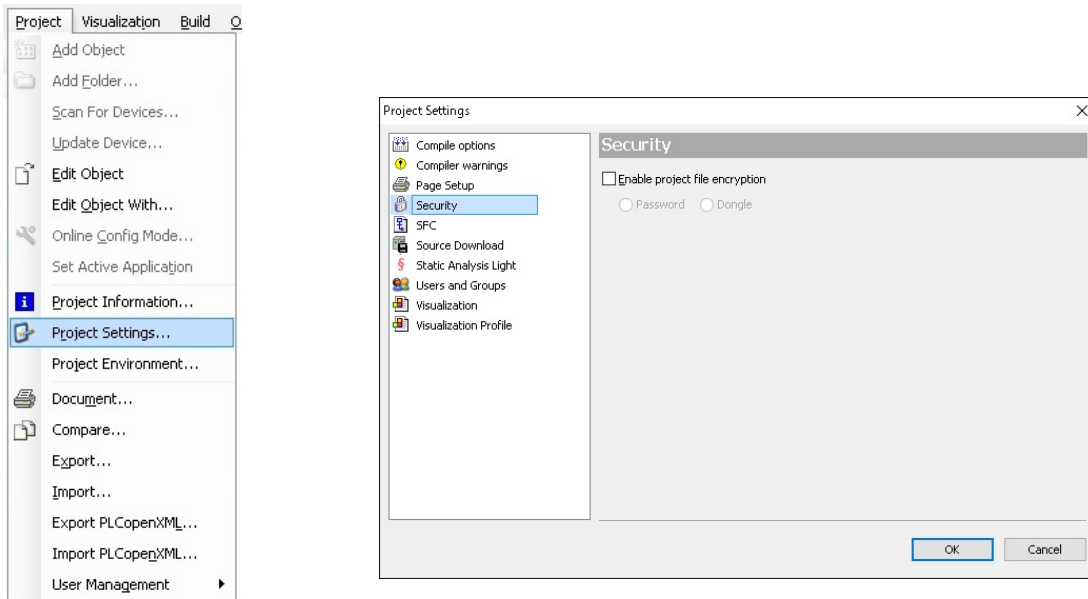 Project Visualization Build O
Add Object
Add Folder...
Scan For Devices...
Update Device...
Edit Object
Edit Object With...
Online Config Mode...
Set Active Application
Project Information...
Project Settings...
Project Environment...
Document...
Compare...
Export...
Import...
Export PLCopenXML...
Import PLCopenXML...
User Management
Project Settings
Compile options
Compiler warnings
Page Setup
Security
SFC
Source Download
Static Analysis Light
Users and Groups
Visualization
Visualization Profile
Security
Enable project file encryption
Password Dongle
OK Cancel